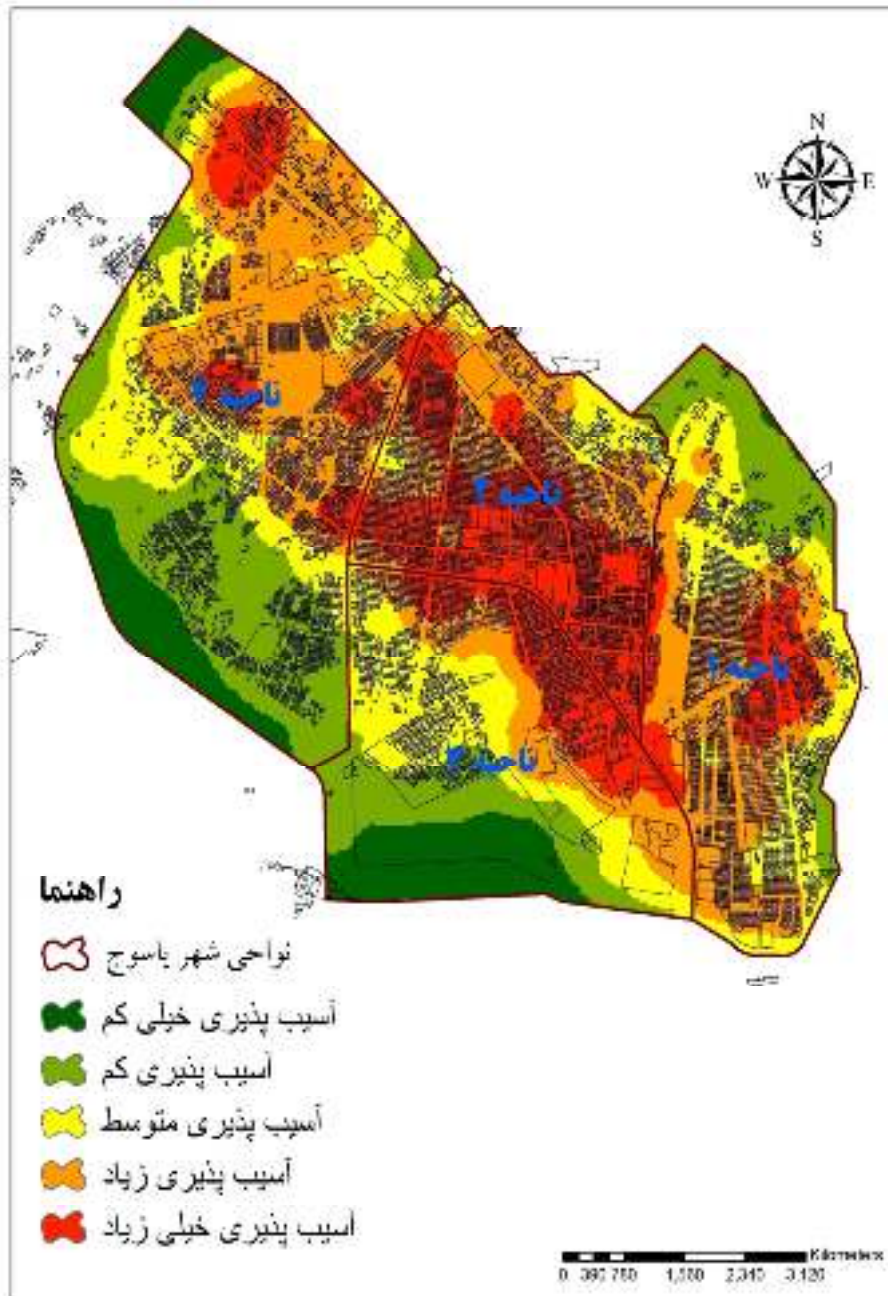 N
W E
S
ناحیه ۴
ناحیه ۲
ناحیه ۱
ناحیه ۳
راهنما
نواحی شهر یاسوج
آسیب پذیری خیلی کم
آسیب پذیری کم
آسیب پذیری متوسط
آسیب پذیری زیاد
آسیب پذیری خیلی زیاد
Kilometers
0 390 780 1,560 2,340 3,120